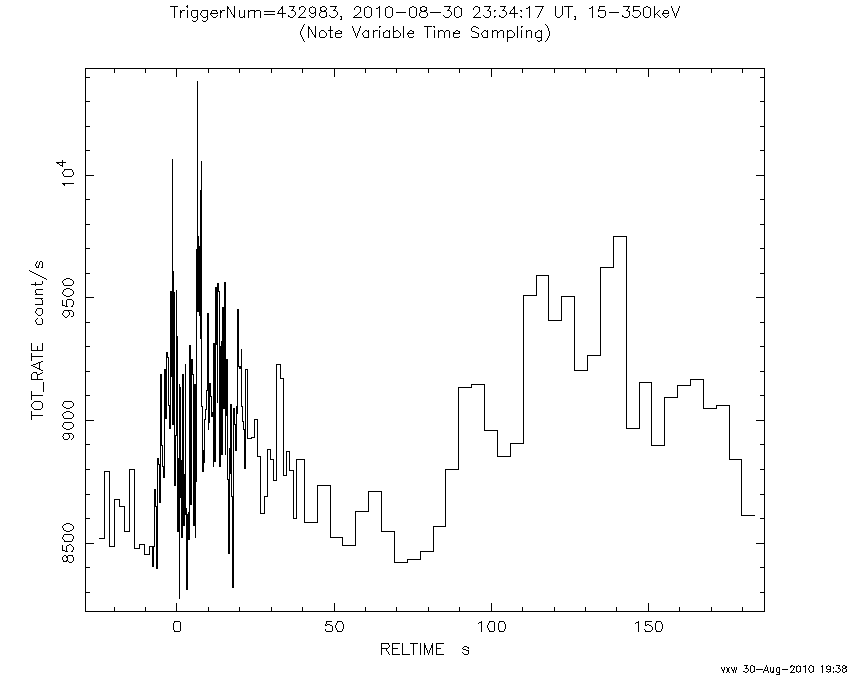 TriggerNum=432983, 2010-08-30 23:34:17 UT, 15-350keV
(Note Variable Time Sampling)
TOT_RATE count/s
10⁴
9500
9000
8500
0 50 100 150
RELTIME s
vxw 30-Aug-2010 19:38